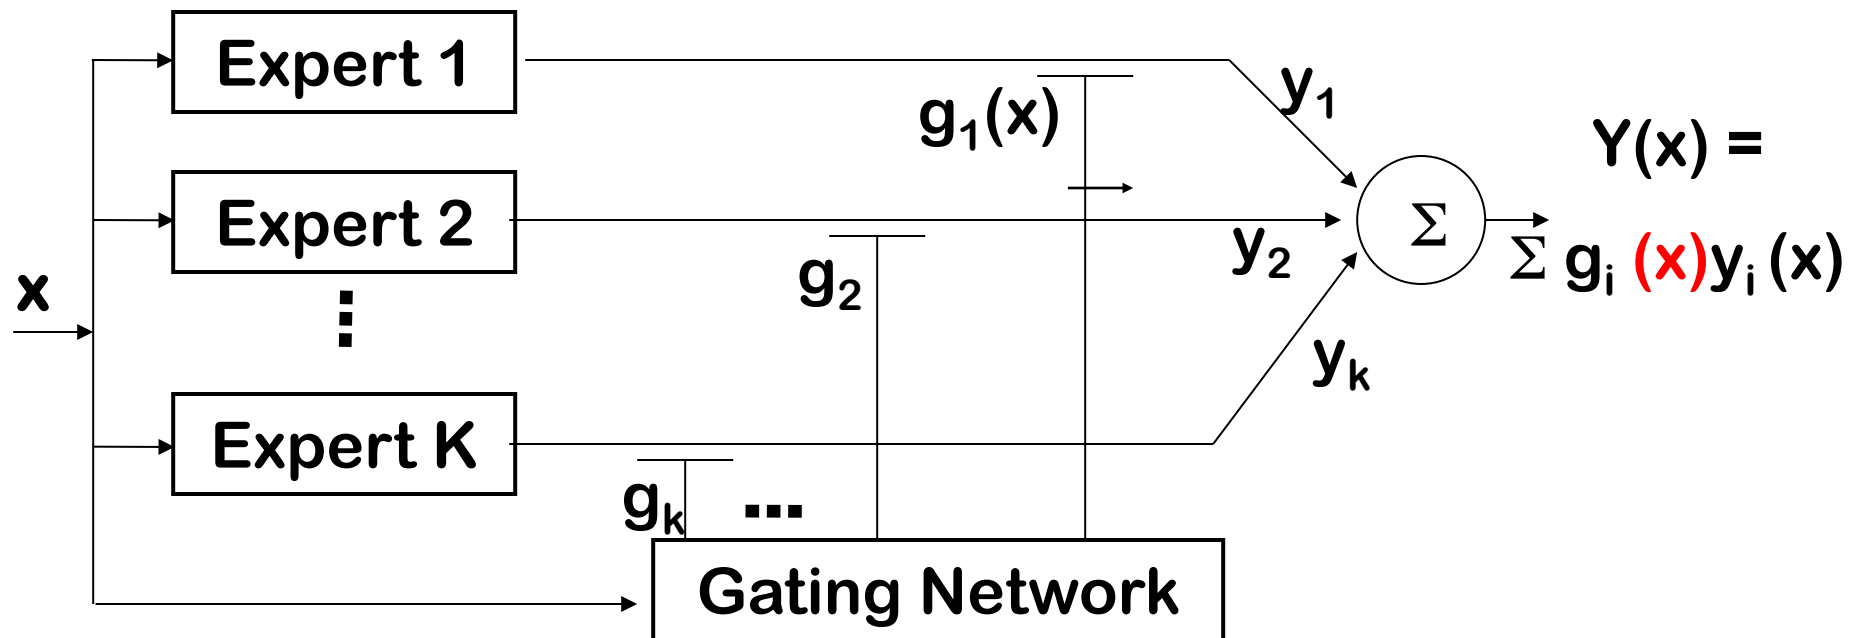 Expert 1
y₁
g₁(x)
Y(x) =
Expert 2
Σ
y₂
Σ gᵢ (x)yᵢ (x)
x
g₂
⋮
yₖ
Expert K
gₖ
...
Gating Network